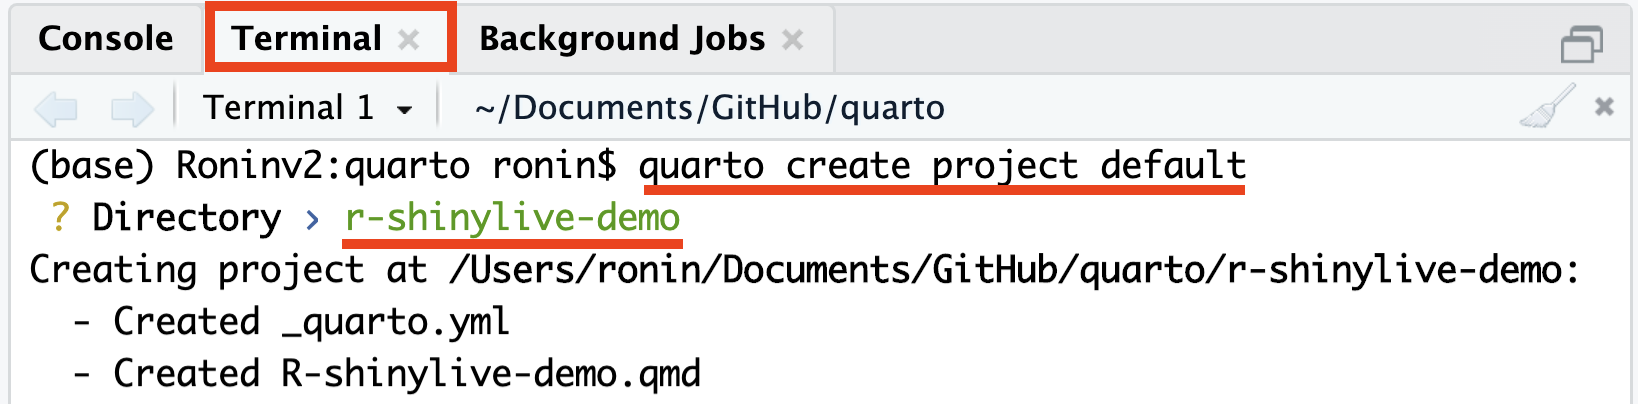 Console Terminal × Background Jobs ×
Terminal 1 ~/Documents/GitHub/quarto
(base) Roninv2:quarto ronin$ quarto create project default
? Directory › r-shinylive-demo
Creating project at /Users/ronin/Documents/GitHub/quarto/r-shinylive-demo:
- Created _quarto.yml
- Created R-shinylive-demo.qmd